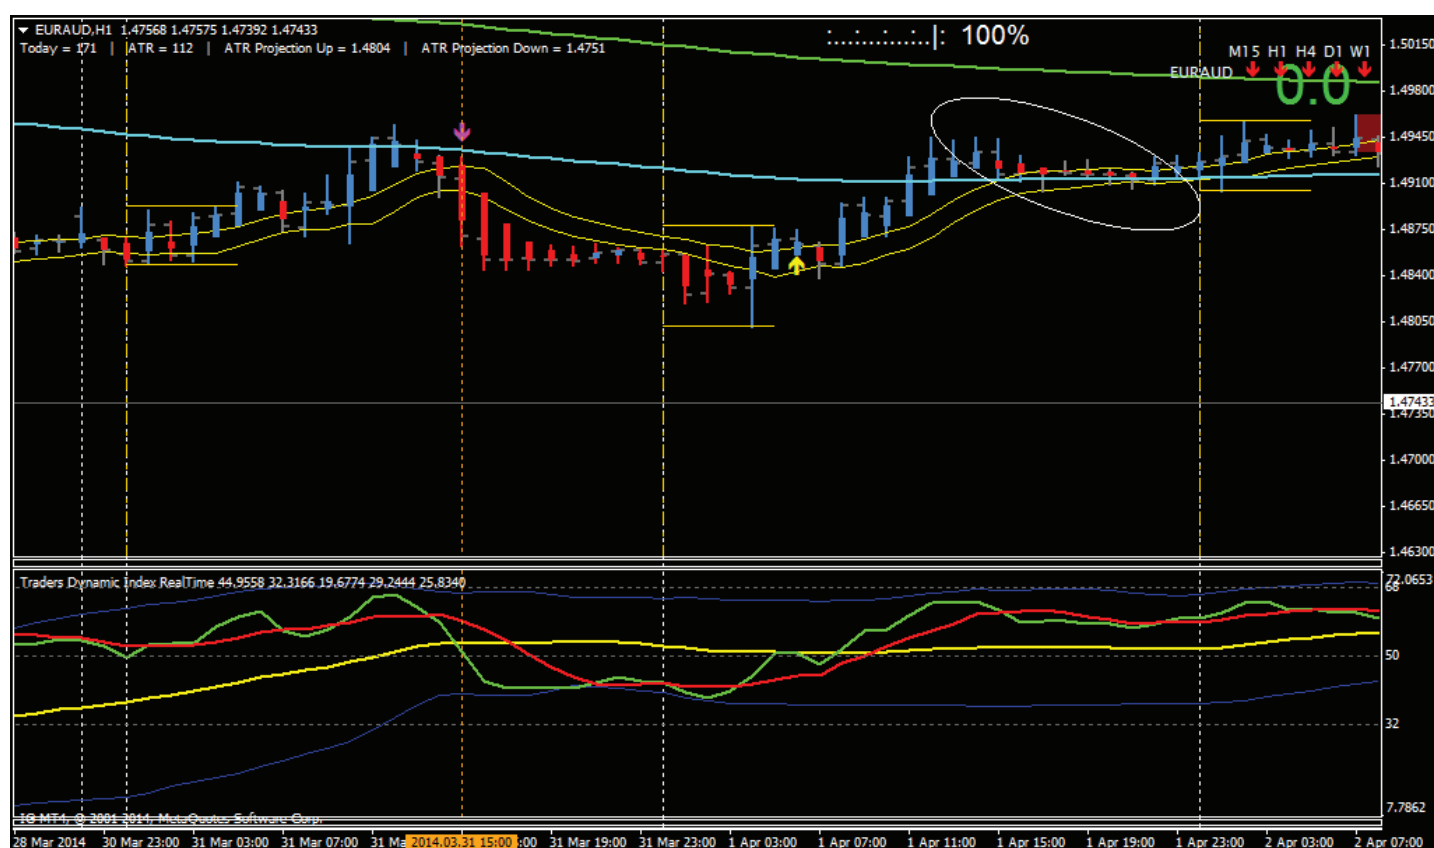 EURAUD,H1 1.47568 1.47575 1.47392 1.47433
Today = 171 | ATR = 112 | ATR Projection Up = 1.4804 | ATR Projection Down = 1.4751
:...:...:...:...|: 100%
M15 H1 H4 D1 W1
EURAUD
0.0
1.50150
1.49800
1.49450
1.49100
1.48750
1.48400
1.48050
1.47700
1.47433
1.47350
1.47000
1.46650
1.46300
Traders Dynamic Index RealTime 44.9558 32.3166 19.6774 29.2444 25.8340
72.0653
68
50
32
7.7862
IG MT4, © 2001-2014, MetaQuotes Software Corp.
28 Mar 2014 30 Mar 23:00 31 Mar 03:00 31 Mar 07:00 31 Ma 2014.03.31 15:00 :00 31 Mar 19:00 31 Mar 23:00 1 Apr 03:00 1 Apr 07:00 1 Apr 11:00 1 Apr 15:00 1 Apr 19:00 1 Apr 23:00 2 Apr 03:00 2 Apr 07:00